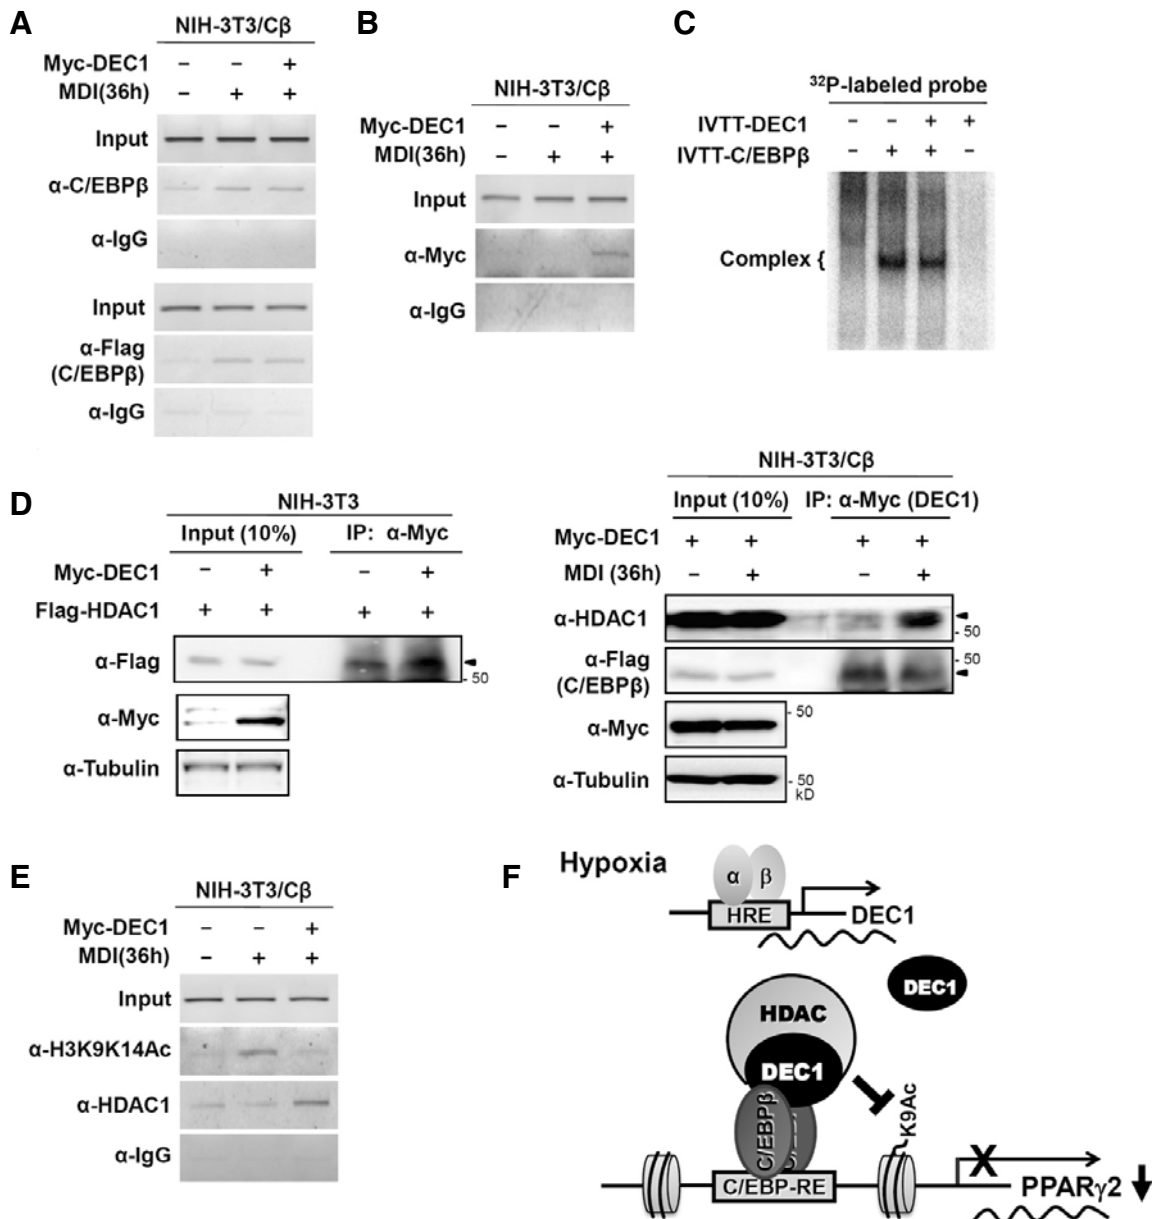 A
NIH-3T3/Cβ
Myc-DEC1 – – +
MDI(36h) – + +
Input
α-C/EBPβ
α-IgG
Input
α-Flag
(C/EBPβ)
α-IgG
B
NIH-3T3/Cβ
Myc-DEC1 – – +
MDI(36h) – + +
Input
α-Myc
α-IgG
C
³²P-labeled probe
IVTT-DEC1 – – + +
IVTT-C/EBPβ – + + –
Complex {
D
NIH-3T3
Input (10%) IP: α-Myc
Myc-DEC1 – + – +
Flag-HDAC1 + + + +
α-Flag
- 50
α-Myc
α-Tubulin
NIH-3T3/Cβ
Input (10%) IP: α-Myc (DEC1)
Myc-DEC1 + + + +
MDI (36h) – + – +
α-HDAC1
- 50
α-Flag
(C/EBPβ)
- 50
α-Myc
- 50
α-Tubulin
- 50
kD
E
NIH-3T3/Cβ
Myc-DEC1 – – +
MDI(36h) – + +
Input
α-H3K9K14Ac
α-HDAC1
α-IgG
F
Hypoxia
α β
HRE
DEC1
DEC1
HDAC
DEC1
C/EBPβ
K9Ac
C/EBP-RE
X
PPARγ2